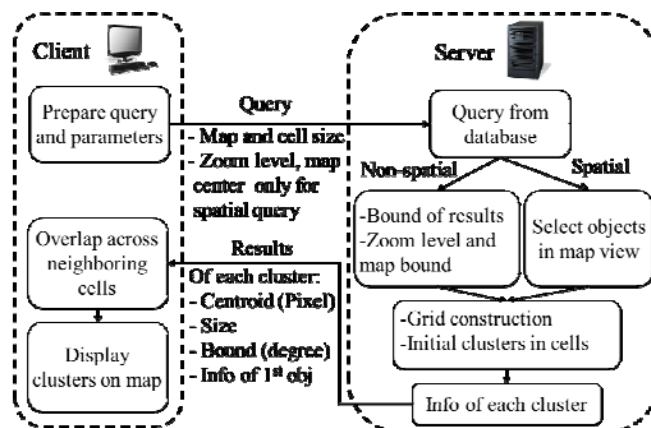 Client
Server
Prepare query
and parameters
Query
- Map and cell size
- Zoom level, map
center only for
spatial query
Query from
database
Non-spatial
Spatial
-Bound of results
-Zoom level and
map bound
Select objects
in map view
Overlap across
neighboring
cells
Results
Of each cluster:
- Centroid (Pixel)
- Size
- Bound (degree)
- Info of 1st obj
-Grid construction
-Initial clusters in cells
Display
clusters on map
Info of each cluster